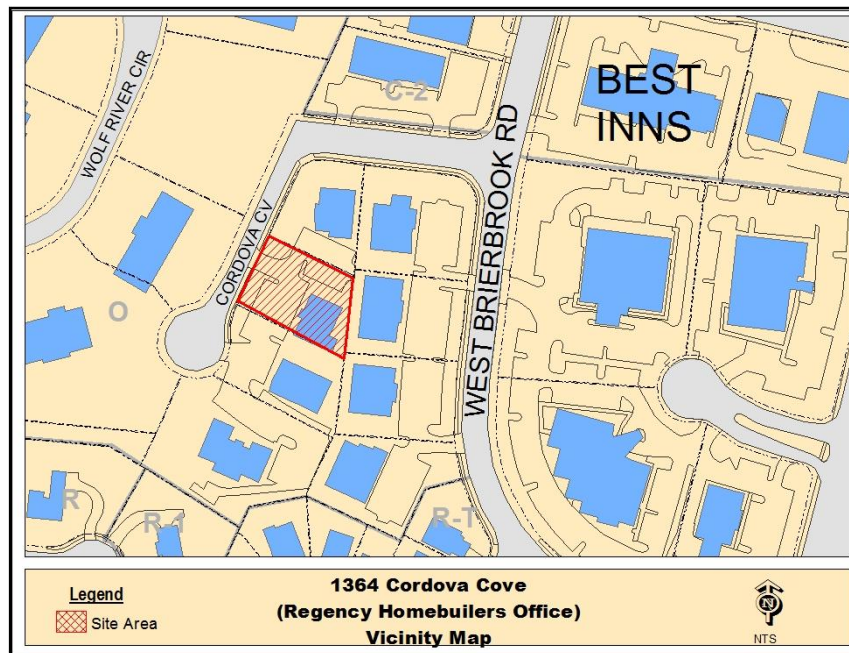 BEST
INNS
C-2
WOLF RIVER CIR
CORDOVA CV
WEST BRIERBROOK RD
O
R
R-1
R-T
Legend
Site Area
1364 Cordova Cove
(Regency Homebuilers Office)
Vicinity Map
N
NTS